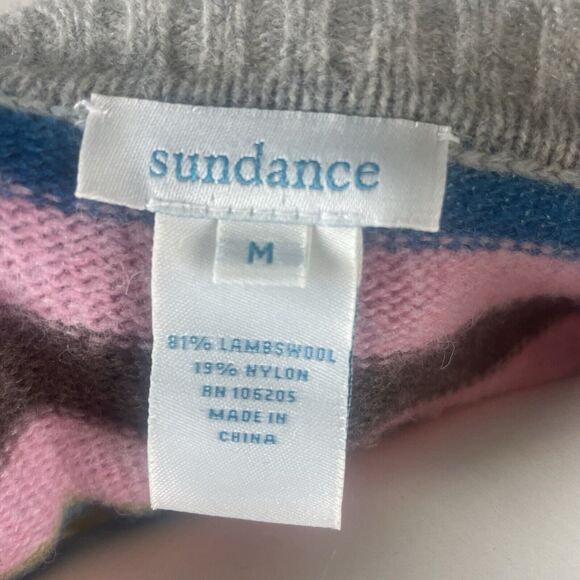 sundance
M
81% LAMBSWOOL
19% NYLON
RN 106205
MADE IN
CHINA